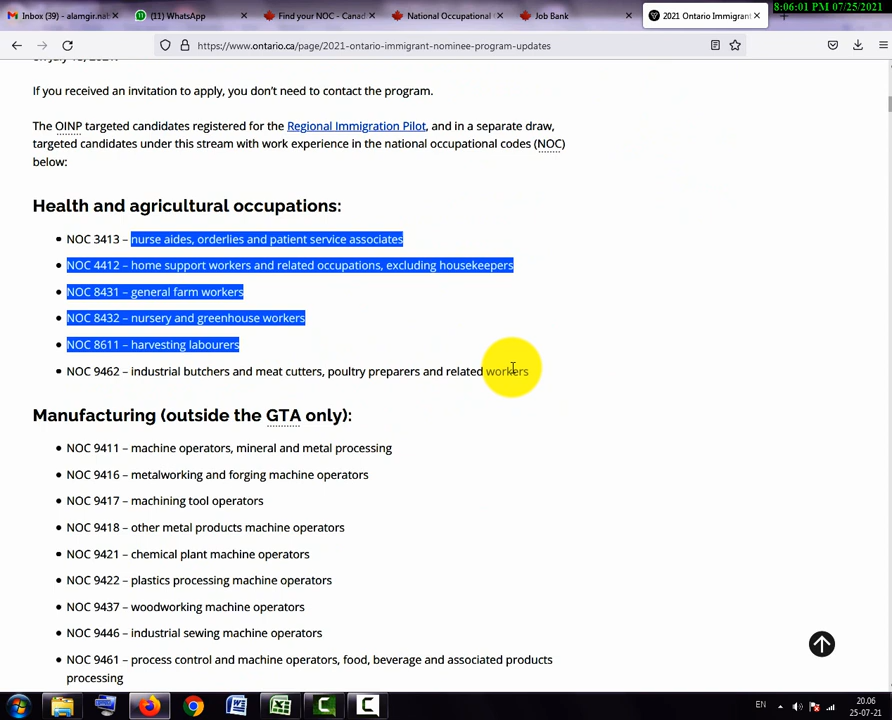 8:06:01 PM 07/25/2021
Inbox (39) - alamgir.na
(11) WhatsApp
Find your NOC - Canad
National Occupational C
Job Bank
2021 Ontario Immigrant
https://www.ontario.ca/page/2021-ontario-immigrant-nominee-program-updates
If you received an invitation to apply, you don't need to contact the program.
The OINP targeted candidates registered for the Regional Immigration Pilot, and in a separate draw,
targeted candidates under this stream with work experience in the national occupational codes (NOC)
below:
Health and agricultural occupations:
• NOC 3413 – nurse aides, orderlies and patient service associates
• NOC 4412 – home support workers and related occupations, excluding housekeepers
• NOC 8431 – general farm workers
• NOC 8432 – nursery and greenhouse workers
• NOC 8611 – harvesting labourers
• NOC 9462 – industrial butchers and meat cutters, poultry preparers and related workers
Manufacturing (outside the GTA only):
• NOC 9411 – machine operators, mineral and metal processing
• NOC 9416 – metalworking and forging machine operators
• NOC 9417 – machining tool operators
• NOC 9418 – other metal products machine operators
• NOC 9421 – chemical plant machine operators
• NOC 9422 – plastics processing machine operators
• NOC 9437 – woodworking machine operators
• NOC 9446 – industrial sewing machine operators
• NOC 9461 – process control and machine operators, food, beverage and associated products
processing
EN
20.06
25-07-21